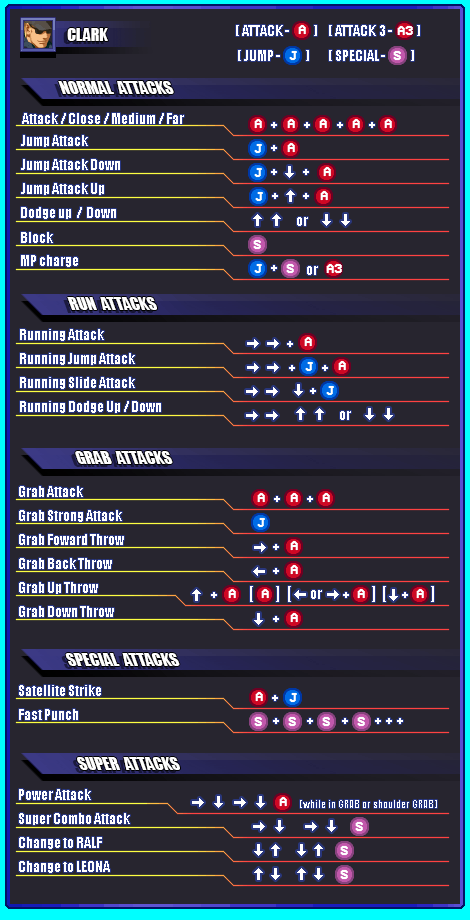 CLARK
[ ATTACK - A ] [ ATTACK 3 - A3 ]
[ JUMP - J ] [ SPECIAL - S ]
NORMAL ATTACKS
Attack / Close / Medium / Far A + A + A + A + A
Jump Attack J + A
Jump Attack Down J + ↓ + A
Jump Attack Up J + ↑ + A
Dodge up / Down ↑ ↑ or ↓ ↓
Block S
MP charge J + S or A3
RUN ATTACKS
Running Attack → → + A
Running Jump Attack → → + J + A
Running Slide Attack → → ↓ + J
Running Dodge Up / Down → → ↑ ↑ or ↓ ↓
GRAB ATTACKS
Grab Attack A + A + A
Grab Strong Attack J
Grab Foward Throw → + A
Grab Back Throw ← + A
Grab Up Throw ↑ + A [ A ] [ ← or → + A ] [ ↓ + A ]
Grab Down Throw ↓ + A
SPECIAL ATTACKS
Satellite Strike A + J
Fast Punch S + S + S + S + + +
SUPER ATTACKS
Power Attack → ↓ → ↓ A [while in GRAB or shoulder GRAB]
Super Combo Attack → ↓ → ↓ S
Change to RALF ↓ ↑ ↓ ↑ S
Change to LEONA ↑ ↓ ↑ ↓ S